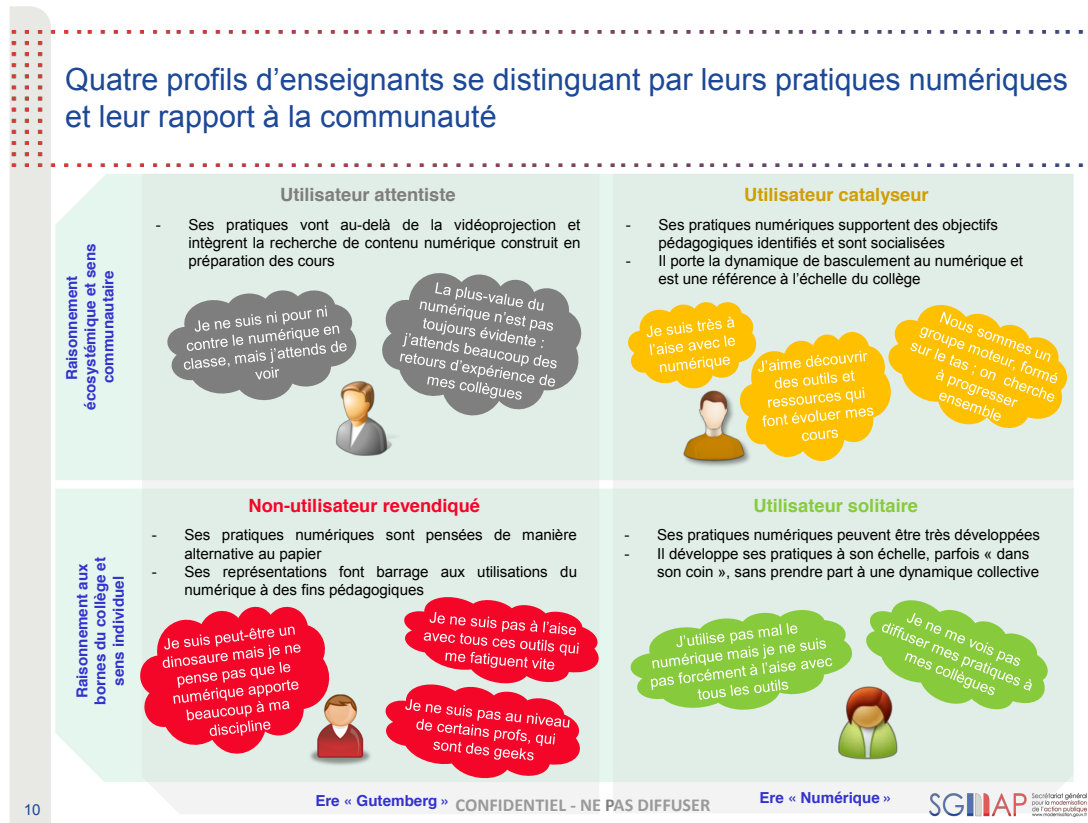 Quatre profils d'enseignants se distinguant par leurs pratiques numériques
et leur rapport à la communauté
Raisonnement
écosystémique et sens
communautaire
Utilisateur attentiste
- Ses pratiques vont au-delà de la vidéoprojection et
intègrent la recherche de contenu numérique construit en
préparation des cours
Je ne suis ni pour ni
contre le numérique en
classe, mais j'attends de
voir
La plus-value du
numérique n'est pas
toujours évidente :
j'attends beaucoup des
retours d'expérience de
mes collègues
Utilisateur catalyseur
- Ses pratiques numériques supportent des objectifs
pédagogiques identifiés et sont socialisées
- Il porte la dynamique de basculement au numérique et
est une référence à l'échelle du collège
Je suis très à
l'aise avec le
numérique
J'aime découvrir
des outils et
ressources qui
font évoluer mes
cours
Nous sommes un
groupe moteur, formé
sur le tas ; on cherche
à progresser
ensemble
Raisonnement aux
bornes du collège et
sens individuel
Non-utilisateur revendiqué
- Ses pratiques numériques sont pensées de manière
alternative au papier
- Ses représentations font barrage aux utilisations du
numérique à des fins pédagogiques
Je suis peut-être un
dinosaure mais je ne
pense pas que le
numérique apporte
beaucoup à ma
discipline
Je ne suis pas à l'aise
avec tous ces outils qui
me fatiguent vite
Je ne suis pas au niveau
de certains profs, qui
sont des geeks
Utilisateur solitaire
- Ses pratiques numériques peuvent être très développées
- Il développe ses pratiques à son échelle, parfois « dans
son coin », sans prendre part à une dynamique collective
J'utilise pas mal le
numérique mais je ne suis
pas forcément à l'aise avec
tous les outils
Je ne me vois pas
diffuser mes pratiques à
mes collègues
Ere « Gutemberg »
Ere « Numérique »
10
CONFIDENTIEL - NE PAS DIFFUSER
SGMAP
Secrétariat général
pour la modernisation
de l'action publique
www.modernisation.gouv.fr